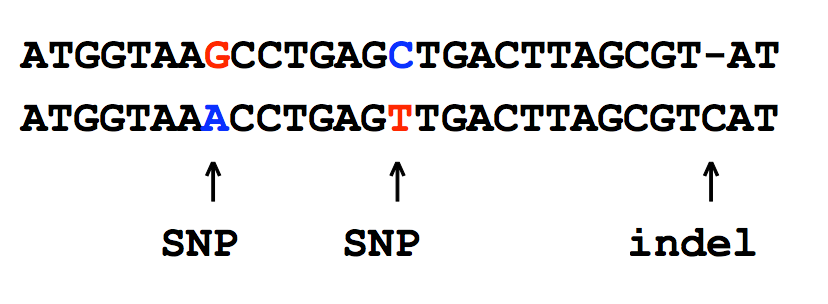 ATGGTAAGCCTGAGCTGACTTAGCGT-AT
ATGGTAAACCTGAGTTGACTTAGCGTCAT
SNP SNP indel